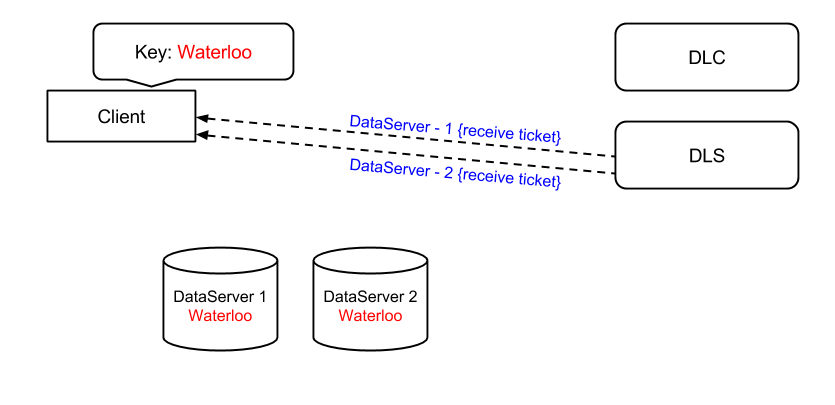 Key: Waterloo
DLC
Client
DataServer - 1 {receive ticket}
DLS
DataServer - 2 {receive ticket}
DataServer 1
Waterloo
DataServer 2
Waterloo